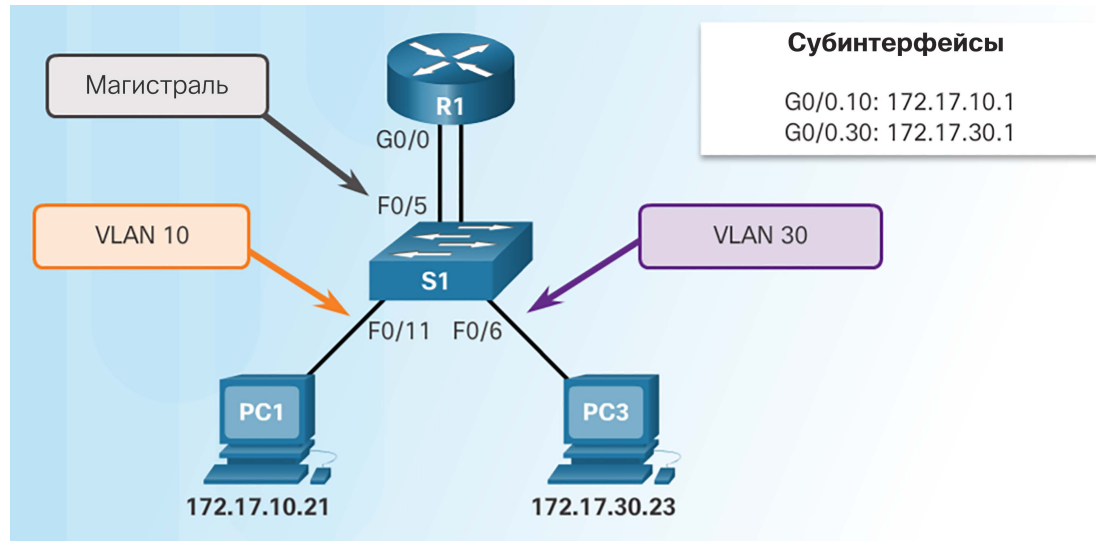 Субинтерфейсы
G0/0.10: 172.17.10.1
G0/0.30: 172.17.30.1
Магистраль
R1
G0/0
F0/5
VLAN 10
VLAN 30
S1
F0/11
F0/6
PC1
PC3
172.17.10.21
172.17.30.23